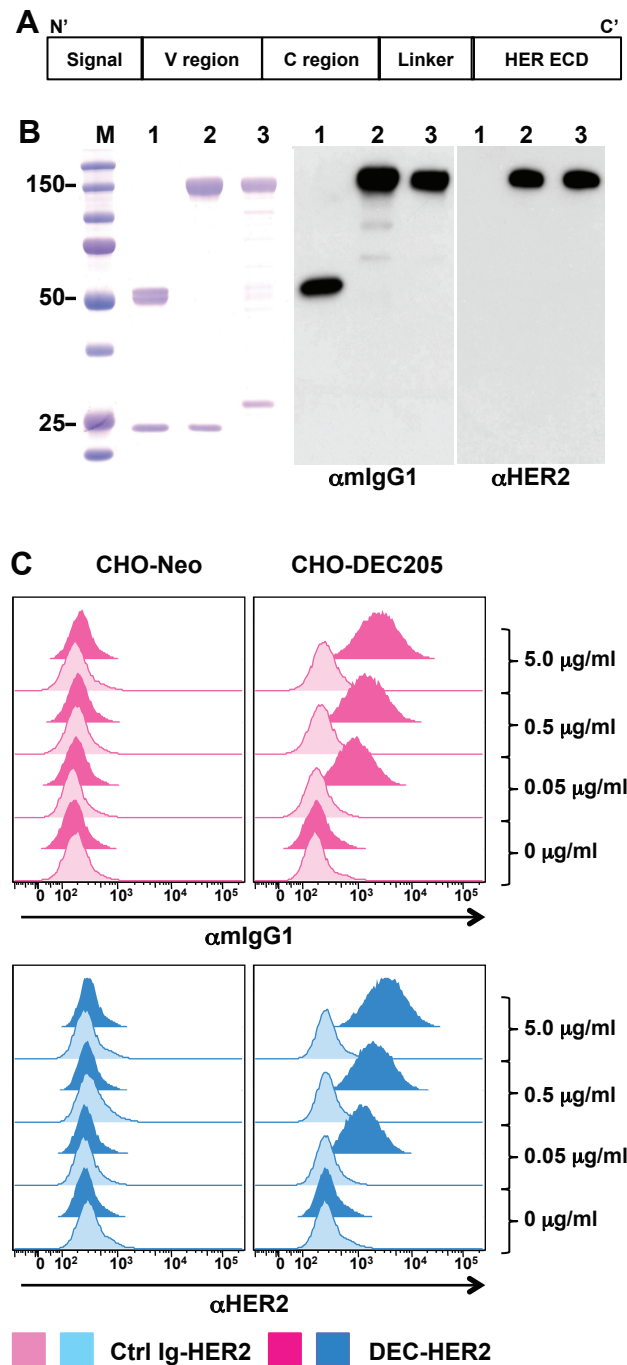 A N' C'
Signal V region C region Linker HER ECD
B M 1 2 3 1 2 3 1 2 3
150–
50–
25–
αmIgG1 αHER2
C CHO-Neo CHO-DEC205
5.0 μg/ml
0.5 μg/ml
0.05 μg/ml
0 μg/ml
0 10² 10³ 10⁴ 10⁵ 0 10² 10³ 10⁴ 10⁵
αmIgG1
5.0 μg/ml
0.5 μg/ml
0.05 μg/ml
0 μg/ml
0 10² 10³ 10⁴ 10⁵ 0 10² 10³ 10⁴ 10⁵
αHER2
Ctrl Ig-HER2 DEC-HER2